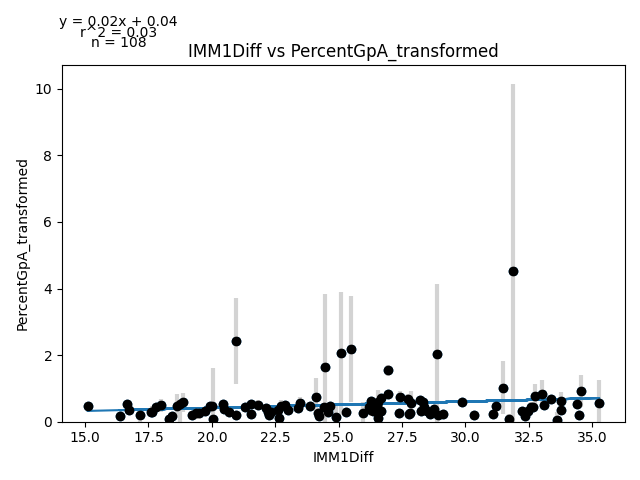 y = 0.02x + 0.04
r^2 = 0.03
n = 108
IMM1Diff vs PercentGpA_transformed
PercentGpA_transformed
10
8
6
4
2
0
15.0 17.5 20.0 22.5 25.0 27.5 30.0 32.5 35.0
IMM1Diff